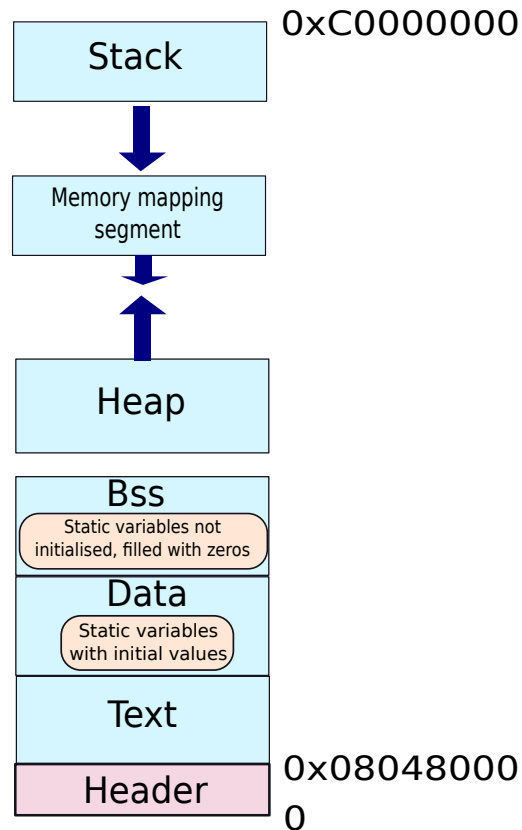 0xC0000000
Stack
Memory mapping
segment
Heap
Bss
Static variables not
initialised, filled with zeros
Data
Static variables
with initial values
Text
0x08048000
Header
0